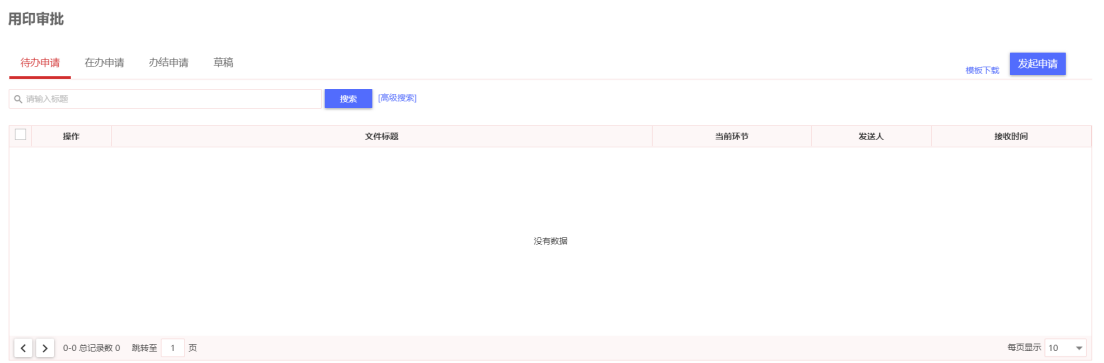 用印审批
待办申请 在办申请 办结申请 草稿 模板下载 发起申请
请输入标题 搜索 [高级搜索]
操作 文件标题 当前环节 发送人 接收时间
没有数据
0-0 总记录数 0 跳转至 1 页 每页显示 10